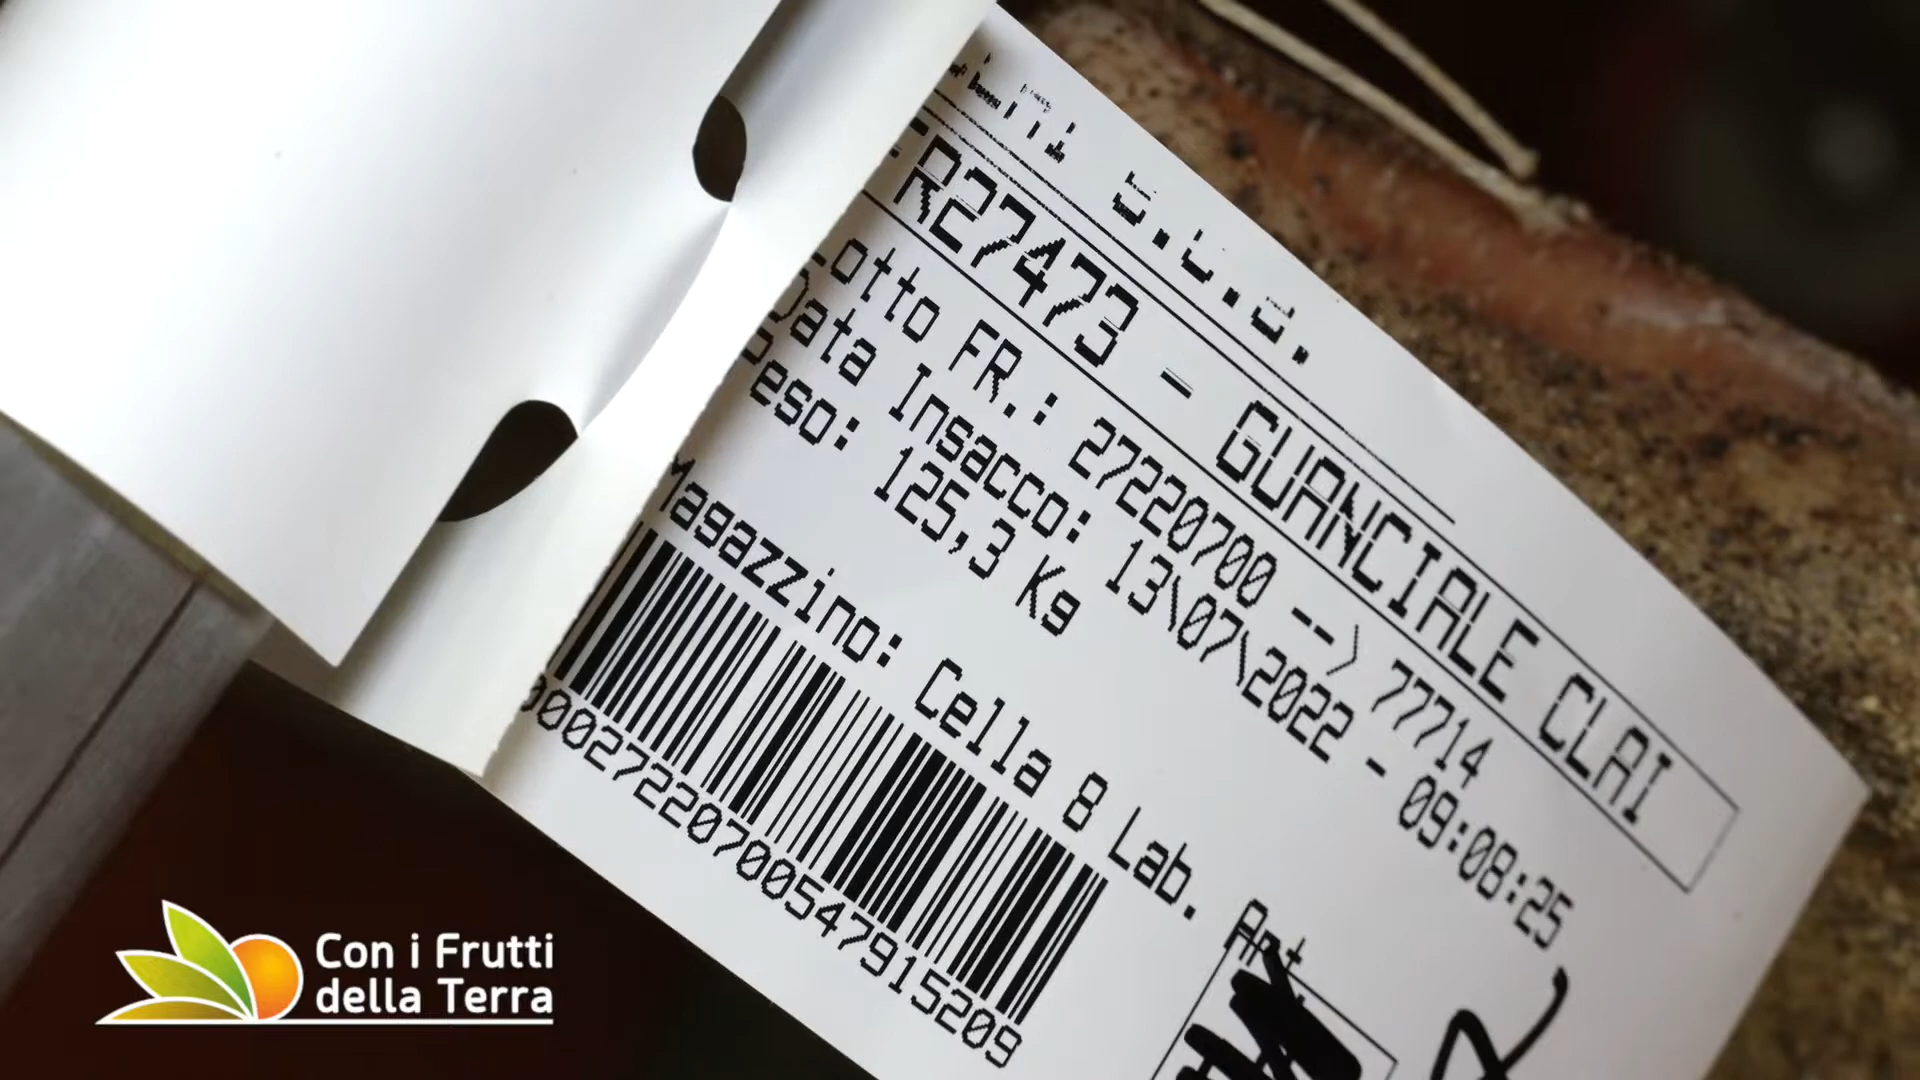 FR27473 - GUANCIALE CLAI
Lotto FR.: 27220700 --> 77714
Data Insacco: 13\07\2022 - 09:08:25
Peso: 125,3 Kg
Magazzino: Cella 8 Lab. Art
00027220700547915209
Con i Frutti
della Terra